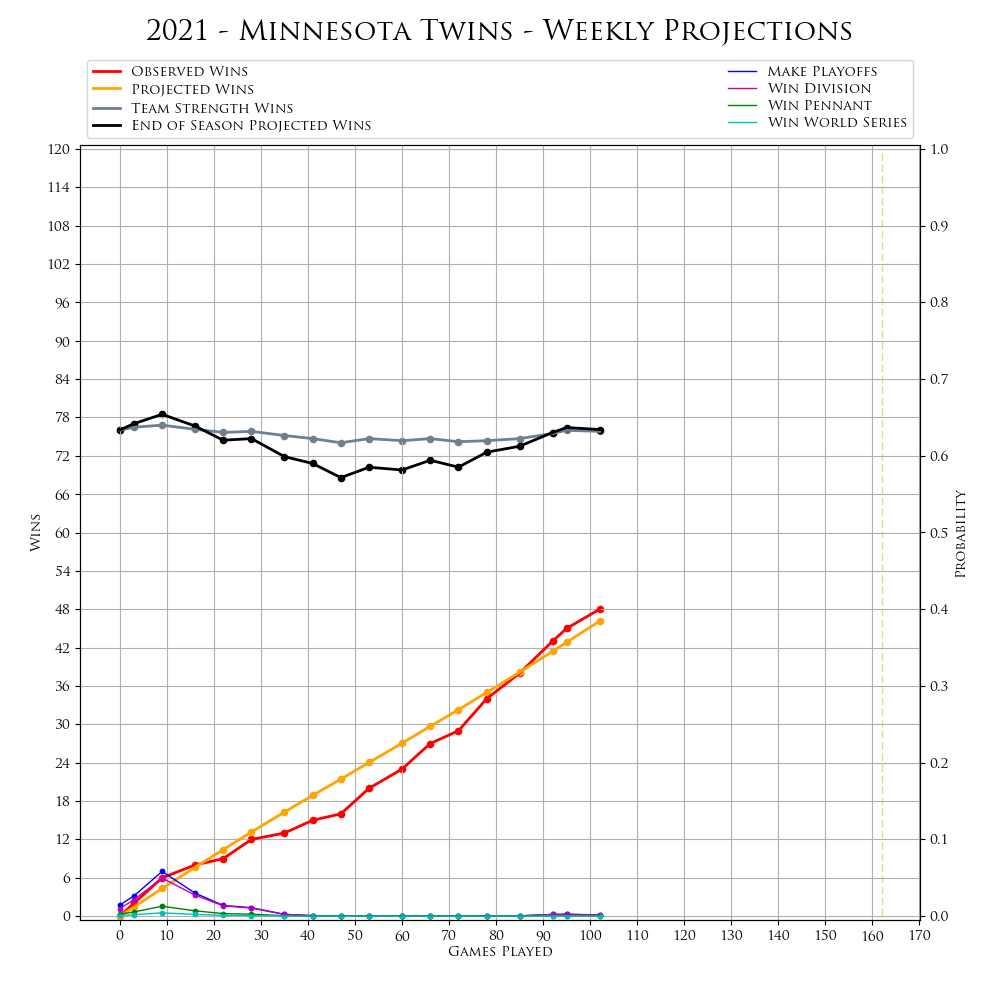 2021 - Minnesota Twins - Weekly Projections
Observed Wins
Projected Wins
Team Strength Wins
End of Season Projected Wins
Make Playoffs
Win Division
Win Pennant
Win World Series
120
114
108
102
96
90
84
78
72
66
60
54
48
42
36
30
24
18
12
6
0
Wins
1.0
0.9
0.8
0.7
0.6
0.5
0.4
0.3
0.2
0.1
0.0
Probability
0 10 20 30 40 50 60 70 80 90 100 110 120 130 140 150 160 170
Games Played